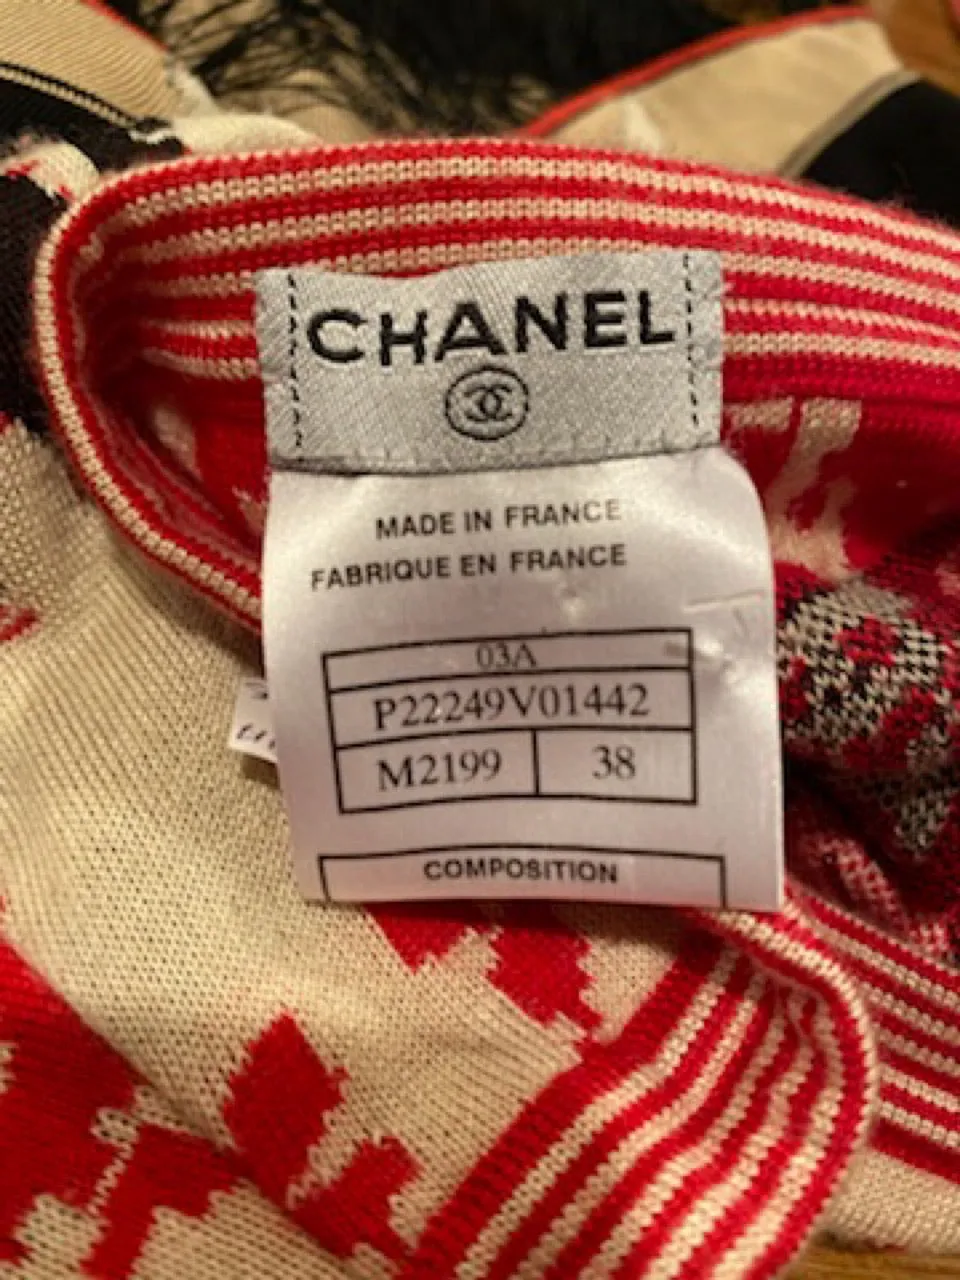 CHANEL
MADE IN FRANCE
FABRIQUE EN FRANCE
03A
P22249V01442
M2199 38
COMPOSITION